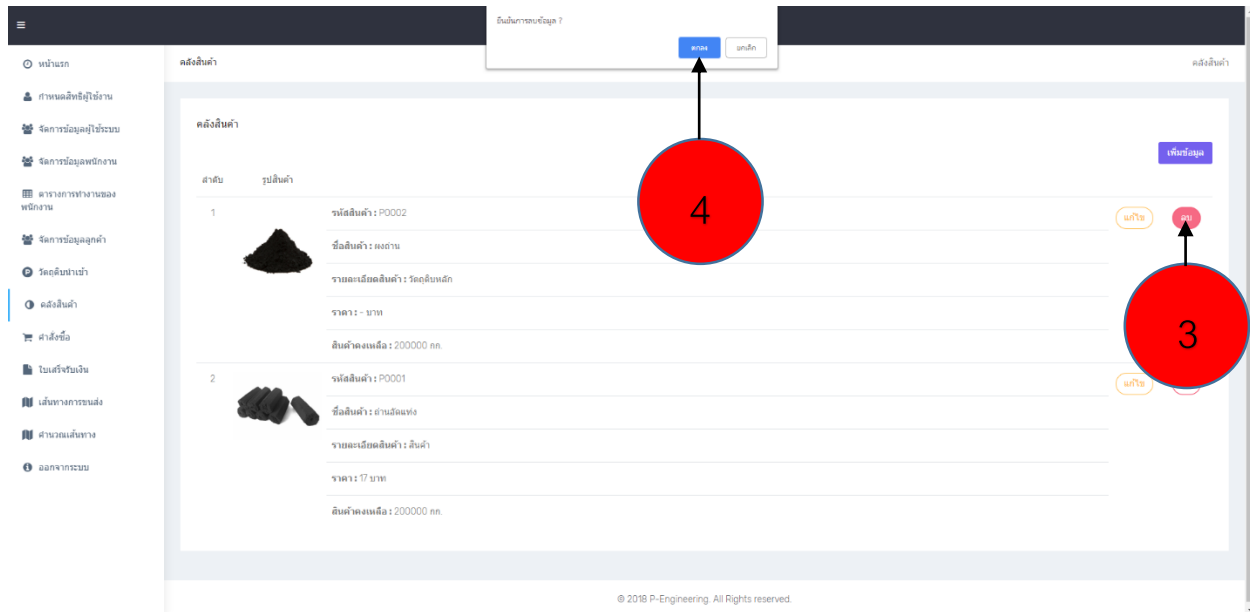 ยืนยันการลบข้อมูล ?
ตกลง ยกเลิก
หน้าแรก
กำหนดสิทธิผู้ใช้งาน
จัดการข้อมูลผู้ใช้ระบบ
จัดการข้อมูลพนักงาน
ตารางการทำงานของ
พนักงาน
จัดการข้อมูลลูกค้า
วัตถุดิบนำเข้า
คลังสินค้า
คำสั่งซื้อ
ใบเสร็จรับเงิน
เส้นทางการขนส่ง
คำนวณเส้นทาง
ออกจากระบบ
คลังสินค้า คลังสินค้า
คลังสินค้า
เพิ่มข้อมูล
ลำดับ รูปสินค้า
1 รหัสสินค้า : P0002 แก้ไข ลบ
ชื่อสินค้า : ผงถ่าน
รายละเอียดสินค้า : วัตถุดิบหลัก
ราคา : - บาท
สินค้าคงเหลือ : 200000 กก.
2 รหัสสินค้า : P0001 แก้ไข
ชื่อสินค้า : ถ่านอัดแท่ง
รายละเอียดสินค้า : สินค้า
ราคา : 17 บาท
สินค้าคงเหลือ : 200000 กก.
4
3
© 2018 P-Engineering. All Rights reserved.